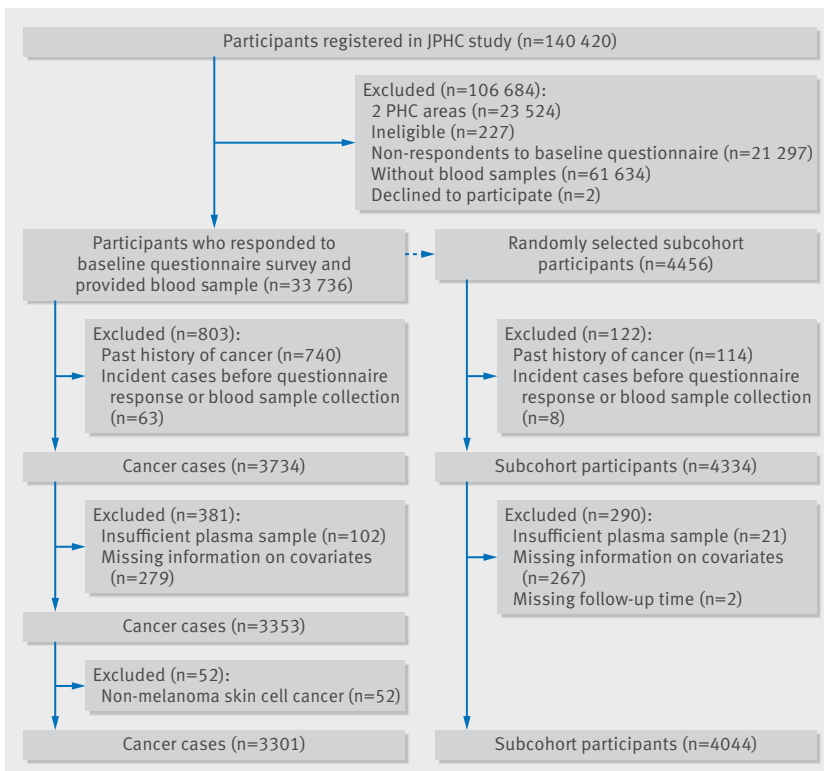 Participants registered in JPHC study (n=140 420)
Excluded (n=106 684):
2 PHC areas (n=23 524)
Ineligible (n=227)
Non-respondents to baseline questionnaire (n=21 297)
Without blood samples (n=61 634)
Declined to participate (n=2)
Participants who responded to
baseline questionnaire survey and
provided blood sample (n=33 736)
Randomly selected subcohort
participants (n=4456)
Excluded (n=803):
Past history of cancer (n=740)
Incident cases before questionnaire
response or blood sample collection
(n=63)
Excluded (n=122):
Past history of cancer (n=114)
Incident cases before questionnaire
response or blood sample collection
(n=8)
Cancer cases (n=3734)
Subcohort participants (n=4334)
Excluded (n=381):
Insufficient plasma sample (n=102)
Missing information on covariates
(n=279)
Excluded (n=290):
Insufficient plasma sample (n=21)
Missing information on covariates
(n=267)
Missing follow-up time (n=2)
Cancer cases (n=3353)
Excluded (n=52):
Non-melanoma skin cell cancer (n=52)
Cancer cases (n=3301)
Subcohort participants (n=4044)